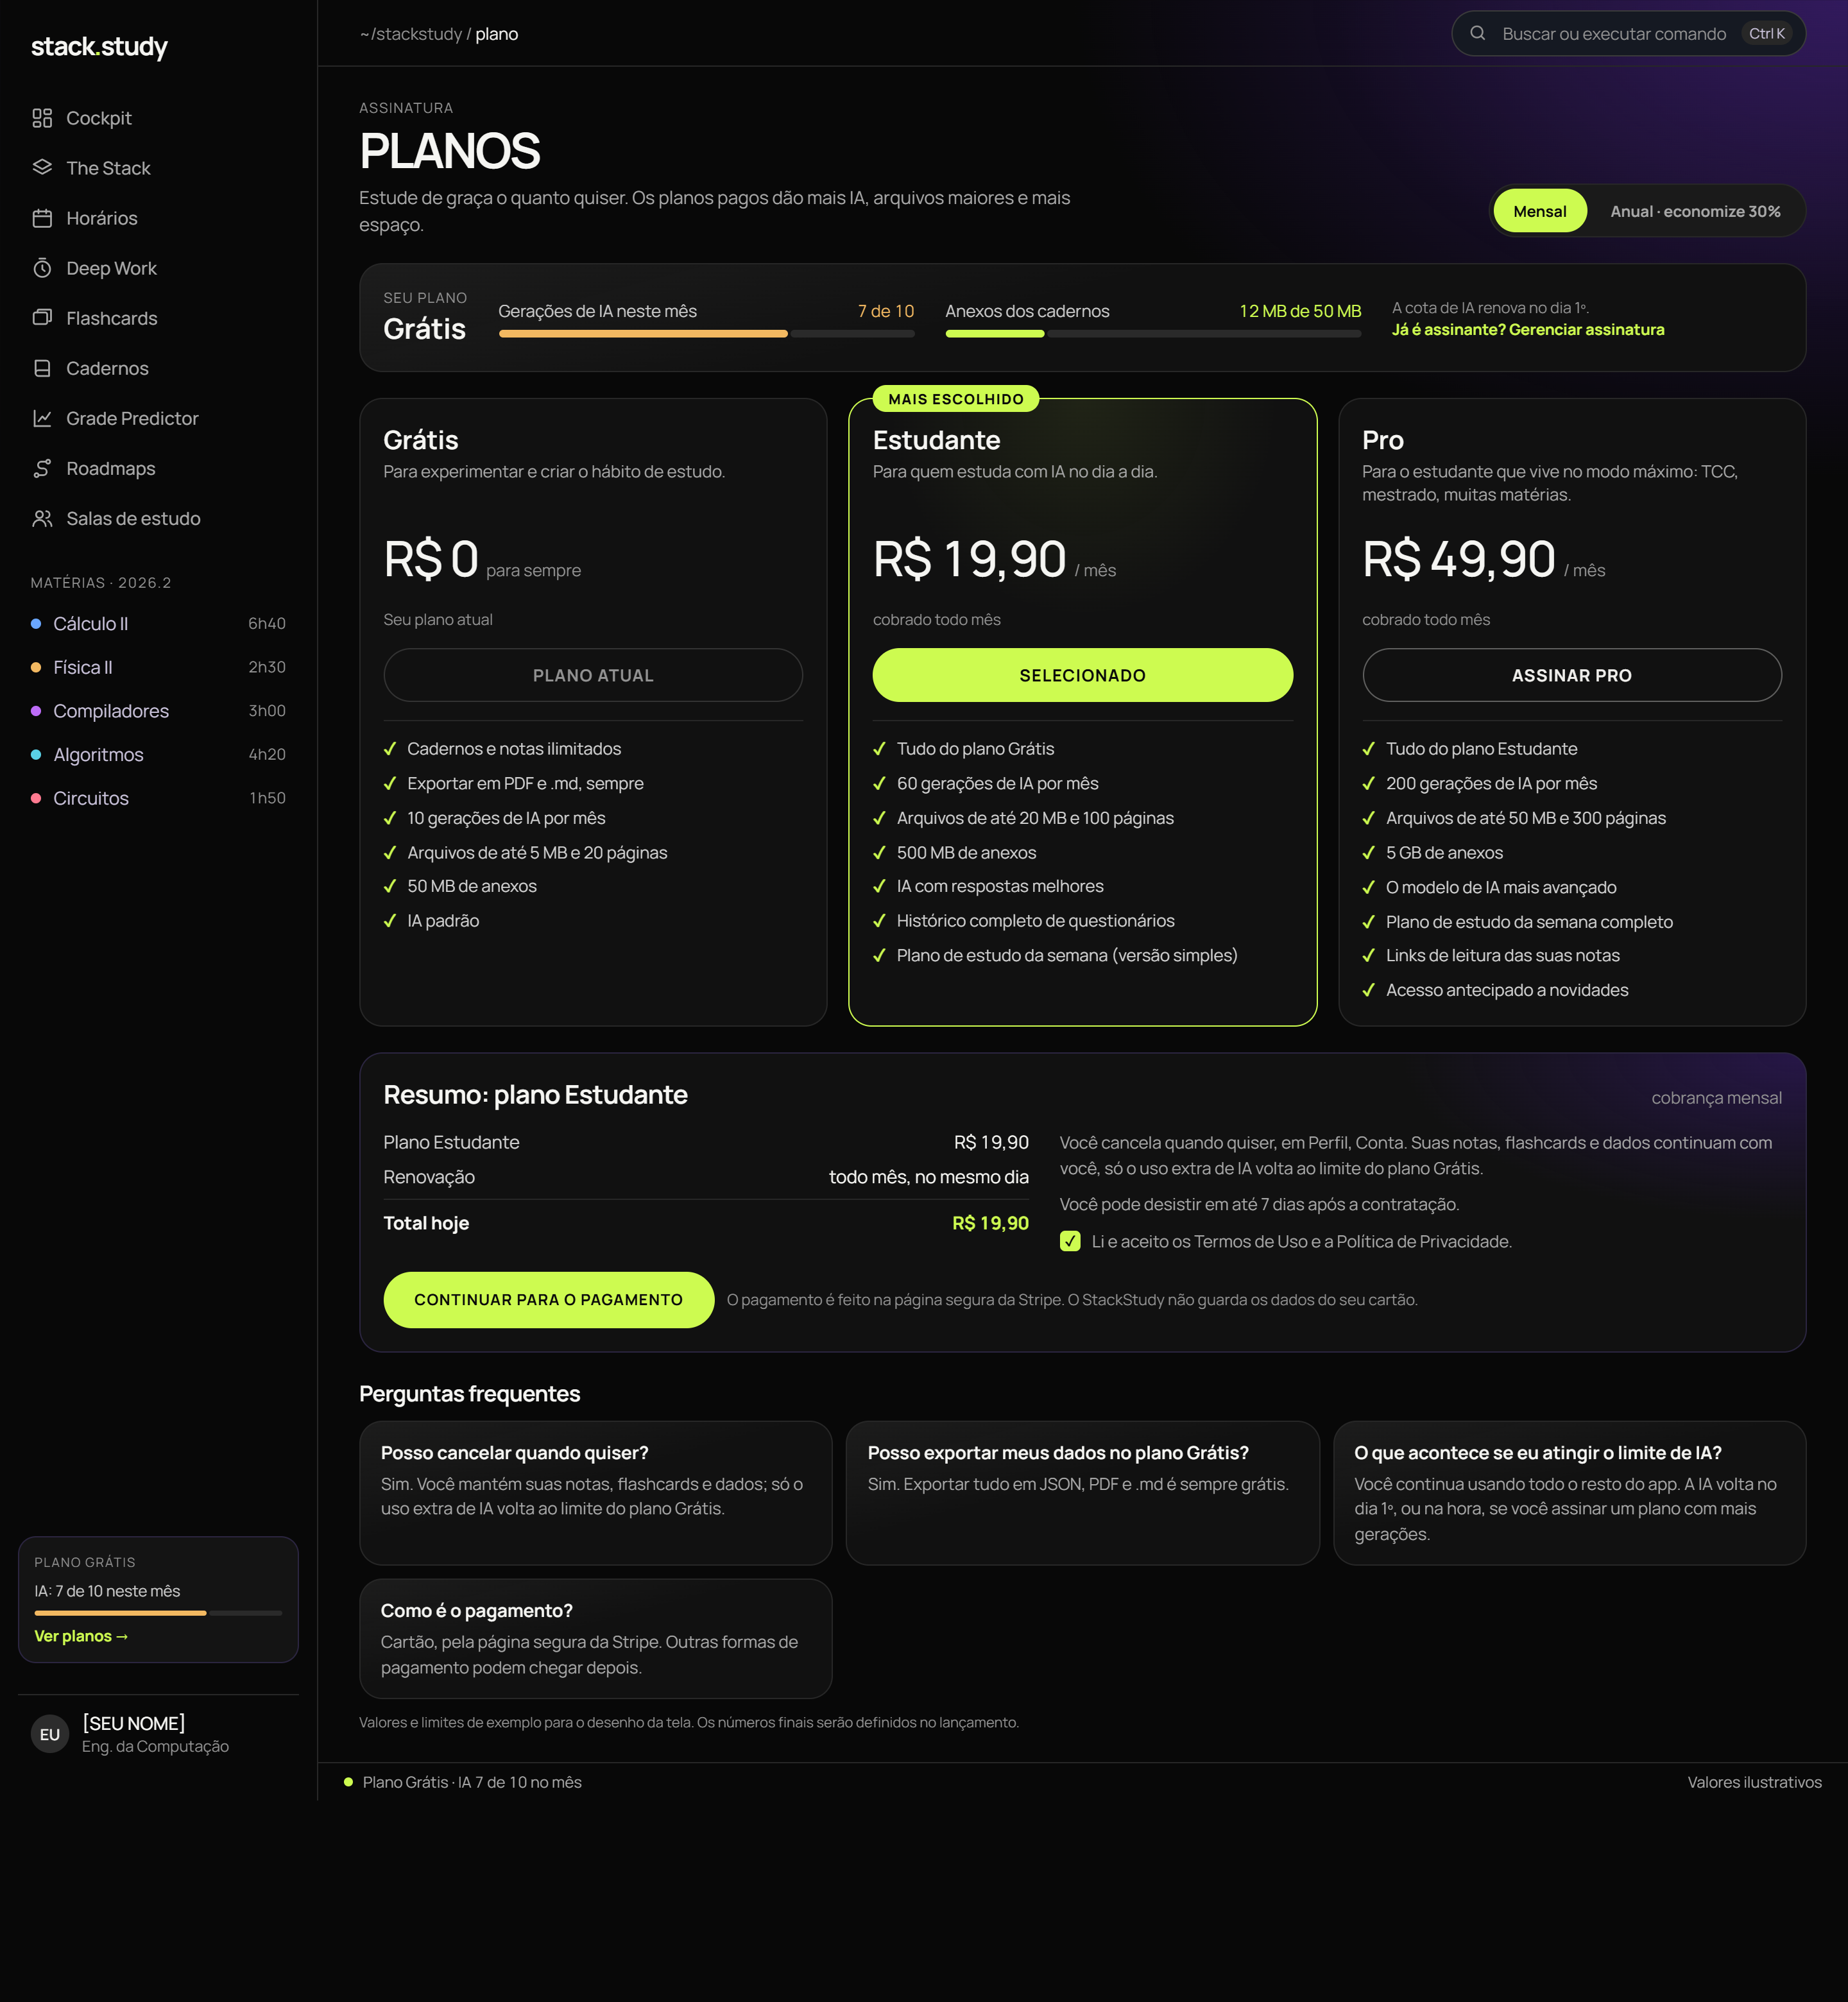 stack.study
Cockpit
The Stack
Horários
Deep Work
Flashcards
Cadernos
Grade Predictor
Roadmaps
Salas de estudo
MATÉRIAS · 2026.2
Cálculo II 6h40
Física II 2h30
Compiladores 3h00
Algoritmos 4h20
Circuitos 1h50
PLANO GRÁTIS
IA: 7 de 10 neste mês
Ver planos →
EU
[SEU NOME]
Eng. da Computação
~/stackstudy / plano
Buscar ou executar comando Ctrl K
ASSINATURA
PLANOS
Estude de graça o quanto quiser. Os planos pagos dão mais IA, arquivos maiores e mais
espaço.
Mensal
Anual · economize 30%
SEU PLANO
Grátis
Gerações de IA neste mês 7 de 10
Anexos dos cadernos 12 MB de 50 MB
A cota de IA renova no dia 1º.
Já é assinante? Gerenciar assinatura
Grátis
Para experimentar e criar o hábito de estudo.
R$ 0 para sempre
Seu plano atual
PLANO ATUAL
✓ Cadernos e notas ilimitados
✓ Exportar em PDF e .md, sempre
✓ 10 gerações de IA por mês
✓ Arquivos de até 5 MB e 20 páginas
✓ 50 MB de anexos
✓ IA padrão
MAIS ESCOLHIDO
Estudante
Para quem estuda com IA no dia a dia.
R$ 19,90 / mês
cobrado todo mês
SELECIONADO
✓ Tudo do plano Grátis
✓ 60 gerações de IA por mês
✓ Arquivos de até 20 MB e 100 páginas
✓ 500 MB de anexos
✓ IA com respostas melhores
✓ Histórico completo de questionários
✓ Plano de estudo da semana (versão simples)
Pro
Para o estudante que vive no modo máximo: TCC,
mestrado, muitas matérias.
R$ 49,90 / mês
cobrado todo mês
ASSINAR PRO
✓ Tudo do plano Estudante
✓ 200 gerações de IA por mês
✓ Arquivos de até 50 MB e 300 páginas
✓ 5 GB de anexos
✓ O modelo de IA mais avançado
✓ Plano de estudo da semana completo
✓ Links de leitura das suas notas
✓ Acesso antecipado a novidades
Resumo: plano Estudante
cobrança mensal
Plano Estudante R$ 19,90
Renovação todo mês, no mesmo dia
Total hoje R$ 19,90
Você cancela quando quiser, em Perfil, Conta. Suas notas, flashcards e dados continuam com
você, só o uso extra de IA volta ao limite do plano Grátis.
Você pode desistir em até 7 dias após a contratação.
✓ Li e aceito os Termos de Uso e a Política de Privacidade.
CONTINUAR PARA O PAGAMENTO
O pagamento é feito na página segura da Stripe. O StackStudy não guarda os dados do seu cartão.
Perguntas frequentes
Posso cancelar quando quiser?
Sim. Você mantém suas notas, flashcards e dados; só o
uso extra de IA volta ao limite do plano Grátis.
Posso exportar meus dados no plano Grátis?
Sim. Exportar tudo em JSON, PDF e .md é sempre grátis.
O que acontece se eu atingir o limite de IA?
Você continua usando todo o resto do app. A IA volta no
dia 1º, ou na hora, se você assinar um plano com mais
gerações.
Como é o pagamento?
Cartão, pela página segura da Stripe. Outras formas de
pagamento podem chegar depois.
Valores e limites de exemplo para o desenho da tela. Os números finais serão definidos no lançamento.
Plano Grátis · IA 7 de 10 no mês
Valores ilustrativos